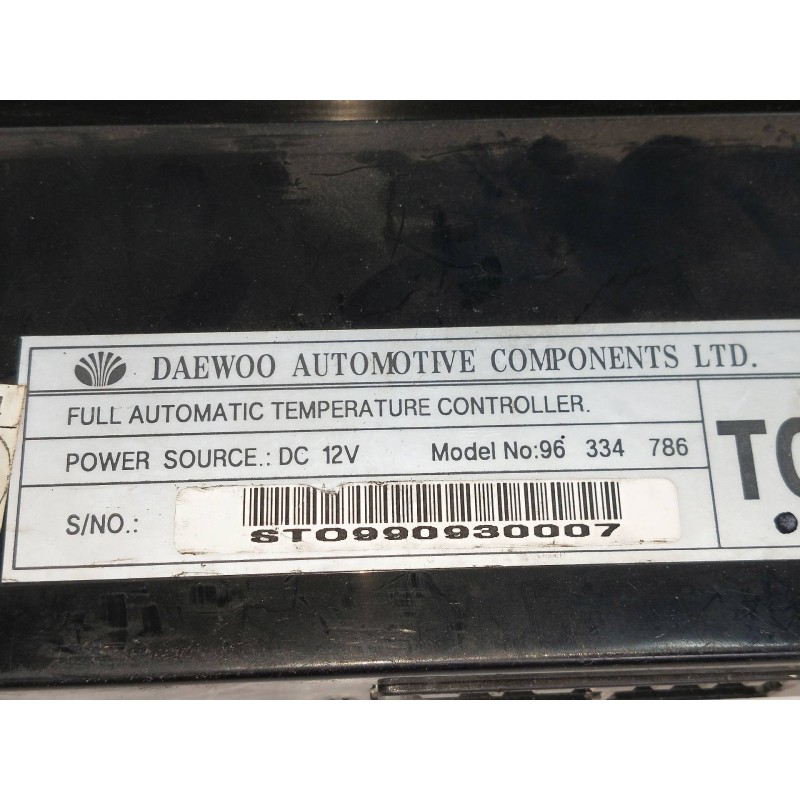 DAEWOO AUTOMOTIVE COMPONENTS LTD.
FULL AUTOMATIC TEMPERATURE CONTROLLER.
POWER SOURCE.: DC 12V Model No:96 334 786
S/NO.:
STO990930007